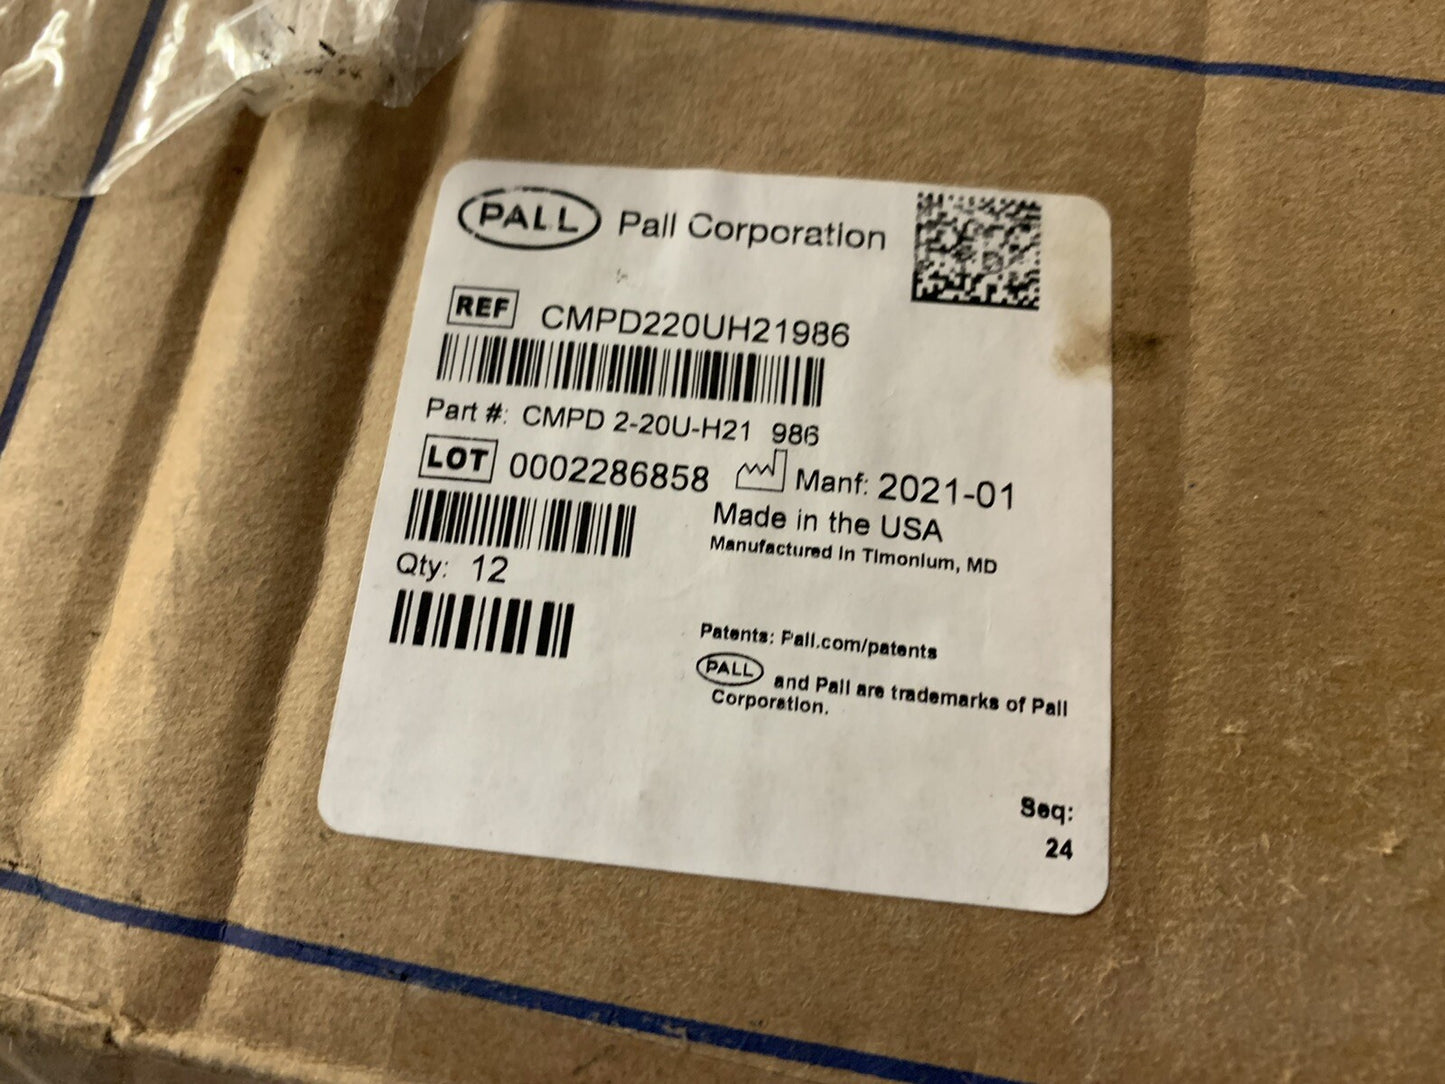 PALL Pall Corporation
REF CMPD220UH21986
Part #: CMPD 2-20U-H21 986
LOT 0002286858 Manf: 2021-01
Made in the USA
Manufactured in Timonium, MD
Qty: 12
Patents: Pall.com/patents
PALL and Pall are trademarks of Pall
Corporation.
Seq:
24